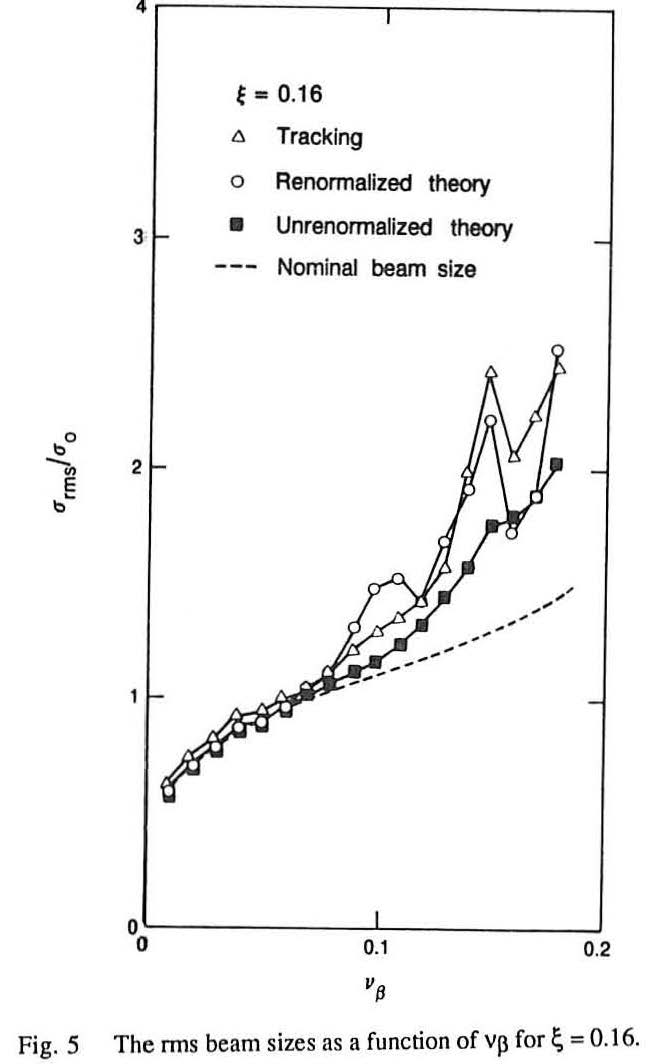 4
ξ = 0.16
Tracking
Renormalized theory
Unrenormalized theory
3
Nominal beam size
σrms/σo
2
1
0
0 0.1 0.2
νβ
Fig. 5 The rms beam sizes as a function of νβ for ξ = 0.16.